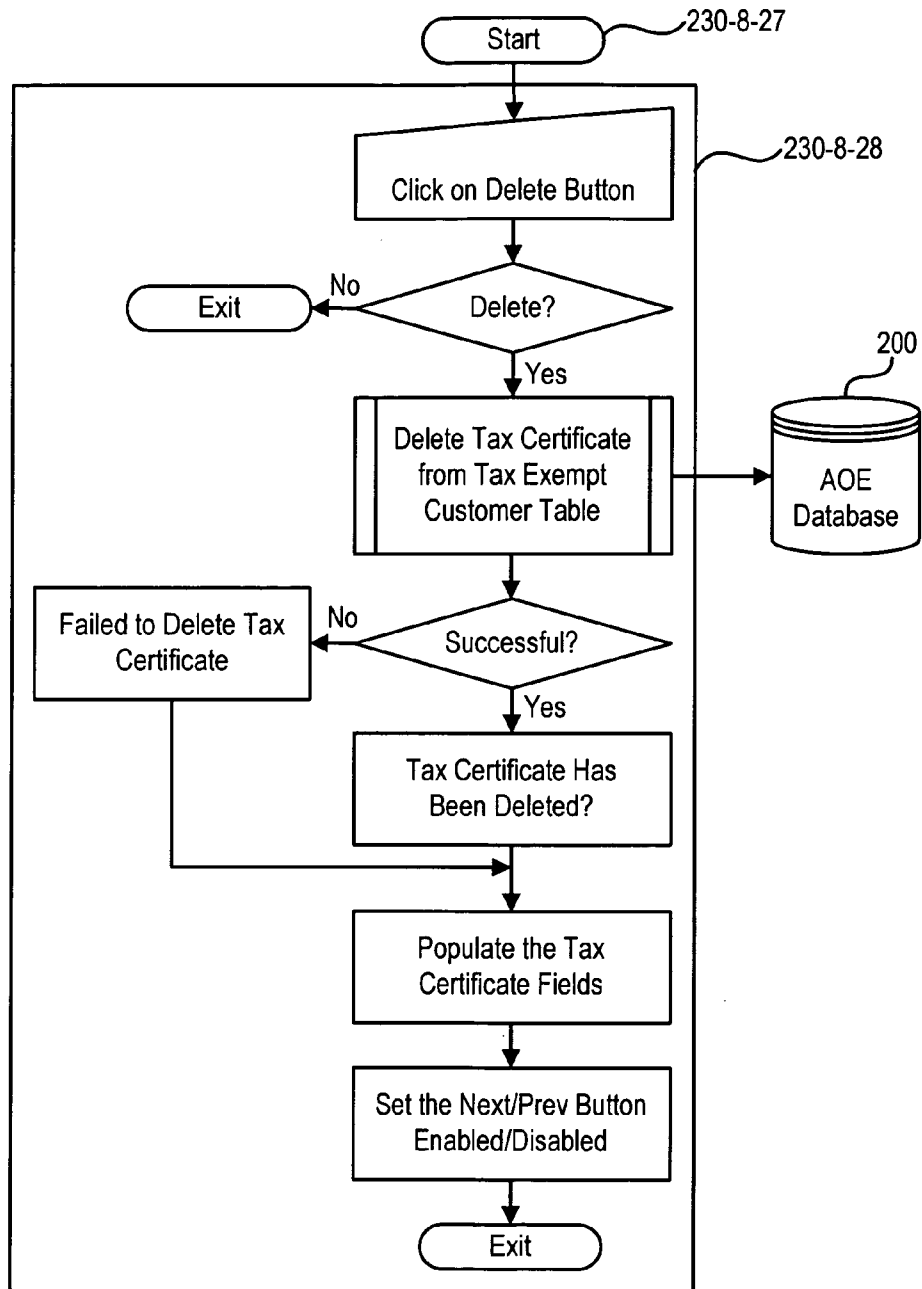 Start
230-8-27
230-8-28
Click on Delete Button
Delete?
No
Exit
Yes
Delete Tax Certificate
from Tax Exempt
Customer Table
200
AOE
Database
Successful?
No
Failed to Delete Tax
Certificate
Yes
Tax Certificate Has
Been Deleted?
Populate the Tax
Certificate Fields
Set the Next/Prev Button
Enabled/Disabled
Exit